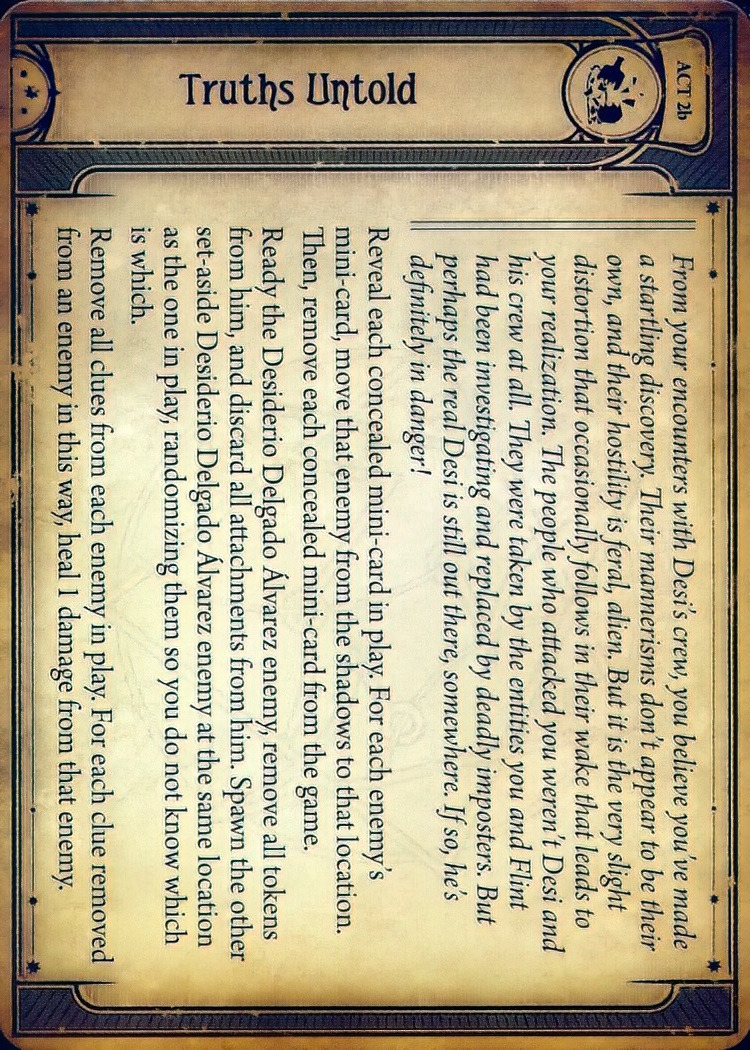 ACT 2b
Truths Untold
From your encounters with Desi's crew, you believe you've made
a startling discovery. Their mannerisms don't appear to be their
own, and their hostility is feral, alien. But it is the very slight
distortion that occasionally follows in their wake that leads to
your realization. The people who attacked you weren't Desi and
his crew at all. They were taken by the entities you and Flint
had been investigating and replaced by deadly imposters. But
perhaps the real Desi is still out there, somewhere. If so, he's
definitely in danger!
Reveal each concealed mini-card in play. For each enemy's
mini-card, move that enemy from the shadows to that location.
Then, remove each concealed mini-card from the game.
Ready the Desiderio Delgado Álvarez enemy, remove all tokens
from him, and discard all attachments from him. Spawn the other
set-aside Desiderio Delgado Álvarez enemy at the same location
as the one in play, randomizing them so you do not know which
is which.
Remove all clues from each enemy in play. For each clue removed
from an enemy in this way, heal 1 damage from that enemy.